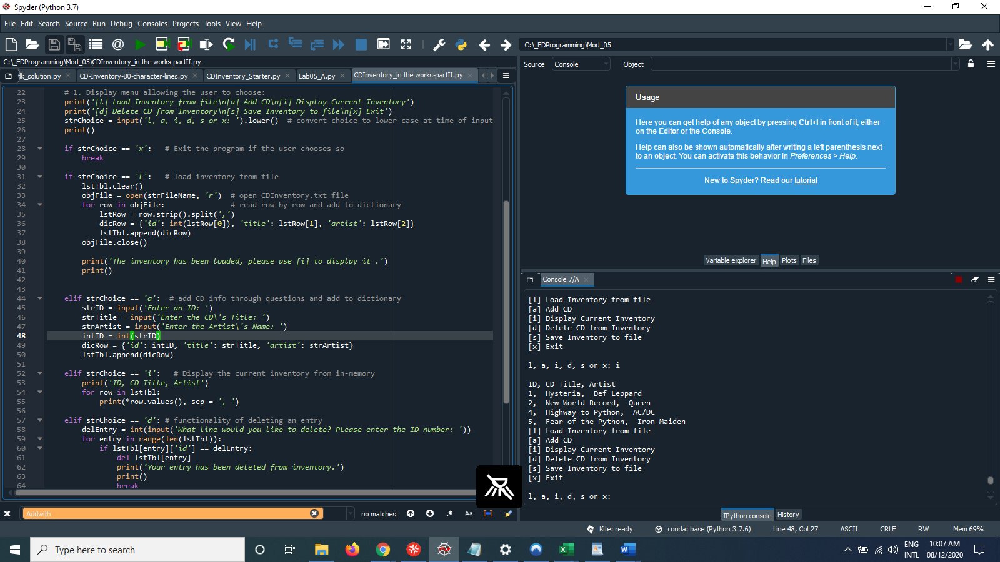 Spyder (Python 3.7)
File Edit Search Source Run Debug Consoles Projects Tools View Help
C:\_FDProgramming\Mod_05
C:\_FDProgramming\Mod_05\CDInventory_in the works-partII.py
lk_solution.py CD-Inventory-80-character-lines.py CDInventory_Starter.py Lab05_A.py CDInventory_in the works-partII.py
22 # 1. Display menu allowing the user to choose:
23 print('[l] Load Inventory from file\n[a] Add CD\n[i] Display Current Inventory')
24 print('[d] Delete CD from Inventory\n[s] Save Inventory to file\n[x] Exit')
25 strChoice = input('l, a, i, d, s or x: ').lower()  # convert choice to lower case at time of input
26 print()
27
28 if strChoice == 'x':   # Exit the program if the user chooses so
29 break
30
31 if strChoice == 'l':   # load inventory from file
32 lstTbl.clear()
33 objFile = open(strFileName, 'r')  # open CDInventory.txt file
34 for row in objFile:               # read row by row and add to dictionary
35 lstRow = row.strip().split(',')
36 dicRow = {'id': int(lstRow[0]), 'title': lstRow[1], 'artist': lstRow[2]}
37 lstTbl.append(dicRow)
38 objFile.close()
39
40 print('The inventory has been loaded, please use [i] to display it .')
41 print()
42
43
44 elif strChoice == 'a':  # add CD info through questions and add to dictionary
45 strID = input('Enter an ID: ')
46 strTitle = input('Enter the CD\'s Title: ')
47 strArtist = input('Enter the Artist\'s Name: ')
48 intID = int(strID)
49 dicRow = {'id': intID, 'title': strTitle, 'artist': strArtist}
50 lstTbl.append(dicRow)
51
52 elif strChoice == 'i':   # Display the current inventory from in-memory
53 print('ID, CD Title, Artist')
54 for row in lstTbl:
55 print(*row.values(), sep = ', ')
56
57 elif strChoice == 'd': # functionality of deleting an entry
58 delEntry = int(input('What line would you like to delete? PLease enter the ID number: '))
59 for entry in range(len(lstTbl)):
60 if lstTbl[entry]['id'] == delEntry:
61 del lstTbl[entry]
62 print('Your entry has been deleted from inventory.')
63 print()
64 break
Addwith
no matches
Aa
Source Console Object
Usage
Here you can get help of any object by pressing Ctrl+I in front of it, either
on the Editor or the Console.
Help can also be shown automatically after writing a left parenthesis next
to an object. You can activate this behavior in Preferences > Help.
New to Spyder? Read our tutorial
Variable explorer Help Plots Files
Console 7/A
[l] Load Inventory from file
[a] Add CD
[i] Display Current Inventory
[d] Delete CD from Inventory
[s] Save Inventory to file
[x] Exit
l, a, i, d, s or x: i
ID, CD Title, Artist
1,  Hysteria,  Def Leppard
2,  New World Record,  Queen
4,  Highway to Python,  AC/DC
5,  Fear of the Python,  Iron Maiden
[l] Load Inventory from file
[a] Add CD
[i] Display Current Inventory
[d] Delete CD from Inventory
[s] Save Inventory to file
[x] Exit
l, a, i, d, s or x:
IPython console History
Kite: ready conda: base (Python 3.7.6) Line 48, Col 27 ASCII CRLF RW Mem 69%
Type here to search
ENG
INTL
10:07 AM
08/12/2020